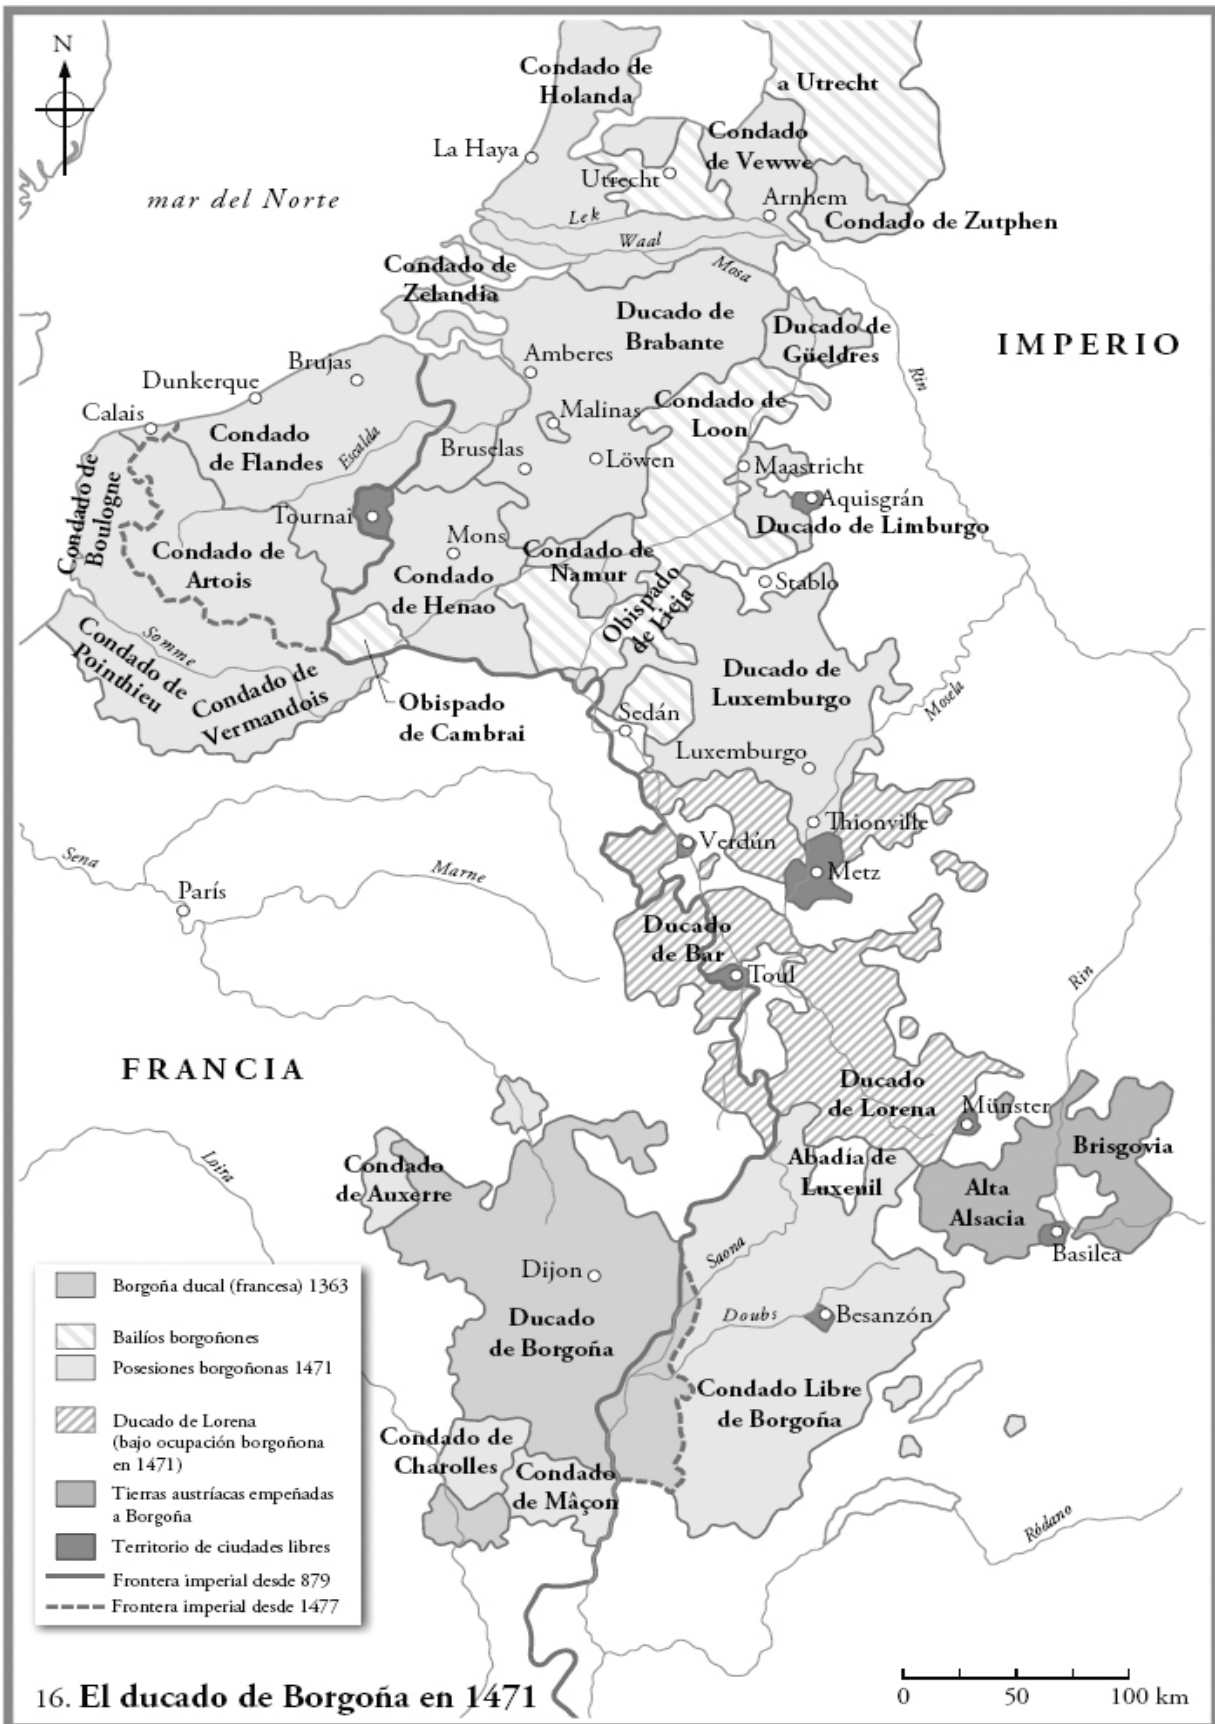 N
Condado de
Holanda
a Utrecht
La Haya
Condado
de Vewwe
Utrecht
mar del Norte
Arnhem
Lek
Condado de Zutphen
Waal
Mosa
Condado de
Zelandia
Ducado de
Brabante
Ducado de
Güeldres
IMPERIO
Rin
Brujas
Amberes
Dunkerque
Calais
Condado de
Loon
Malinas
Condado
de Flandes
Escalda
Bruselas
Löwen
Maastricht
Condado de
Boulogne
Aquisgrán
Tournai
Ducado de Limburgo
Mons
Condado de
Artois
Condado de
Namur
Condado
de Henao
Stablo
Obispado
de Lieja
Somme
Condado de
Pointhieu
Condado de
Vermandois
Ducado de
Luxemburgo
Obispado
de Cambrai
Sedán
Mosela
Luxemburgo
Thionville
Verdún
Sena
Marne
Metz
París
Ducado
de Bar
Toul
Rin
FRANCIA
Ducado
de Lorena
Münster
Brisgovia
Loira
Condado
de Auxerre
Abadía de
Luxeuil
Alta
Alsacia
Basilea
Saona
Dijon
Ducado
de Borgoña
Doubs
Besanzón
Condado Libre
de Borgoña
Condado de
Charolles
Condado
de Mâçon
Ródano
Borgoña ducal (francesa) 1363
Bailíos borgoñones
Posesiones borgoñonas 1471
Ducado de Lorena
(bajo ocupación borgoñona
en 1471)
Tierras austríacas empeñadas
a Borgoña
Territorio de ciudades libres
Frontera imperial desde 879
Frontera imperial desde 1477
16. El ducado de Borgoña en 1471
0 50 100 km